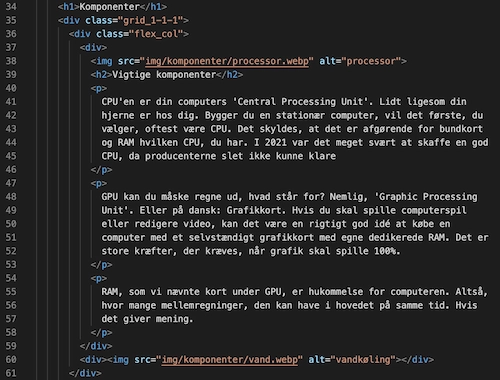 34 <h1>Komponenter</h1>
35 <div class="grid_1-1-1">
36 <div class="flex_col">
37 <div>
38 <img src="img/komponenter/processor.webp" alt="processor">
39 <h2>Vigtige komponenter</h2>
40 <p>
41 CPU'en er din computers 'Central Processing Unit'. Lidt ligesom din
42 hjerne er hos dig. Bygger du en stationær computer, vil det første, du
43 vælger, oftest være CPU. Det skyldes, at det er afgørende for bundkort
44 og RAM hvilken CPU, du har. I 2021 var det meget svært at skaffe en god
45 CPU, da producenterne slet ikke kunne klare
46 </p>
47 <p>
48 GPU kan du måske regne ud, hvad står for? Nemlig, 'Graphic Processing
49 Unit'. Eller på dansk: Grafikkort. Hvis du skal spille computerspil
50 eller redigere video, kan det være en rigtigt god idé at købe en
51 computer med et selvstændigt grafikkort med egne dedikerede RAM. Det er
52 store kræfter, der kræves, når grafik skal spille 100%.
53 </p>
54 <p>
55 RAM, som vi nævnte kort under GPU, er hukommelse for computeren. Altså,
56 hvor mange mellemregninger, den kan have i hovedet på samme tid. Hvis
57 det giver mening.
58 </p>
59 </div>
60 <div><img src="img/komponenter/vand.webp" alt="vandkøling"></div>
61 </div>